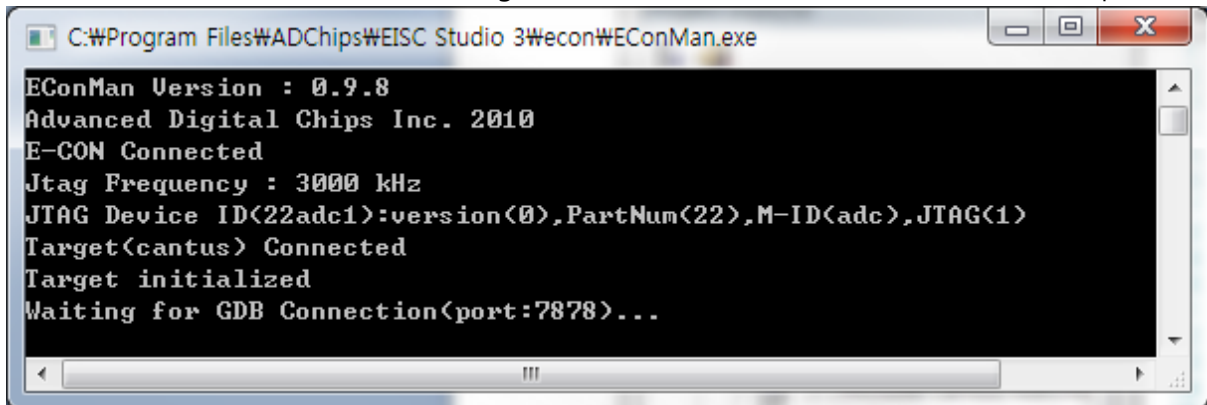 C:₩Program Files₩ADChips₩EISC Studio 3₩econ₩EConMan.exe
EConMan Version : 0.9.8
Advanced Digital Chips Inc. 2010
E-CON Connected
Jtag Frequency : 3000 kHz
JTAG Device ID(22adc1):version(0),PartNum(22),M-ID(adc),JTAG(1)
Target(cantus) Connected
Target initialized
Waiting for GDB Connection(port:7878)...